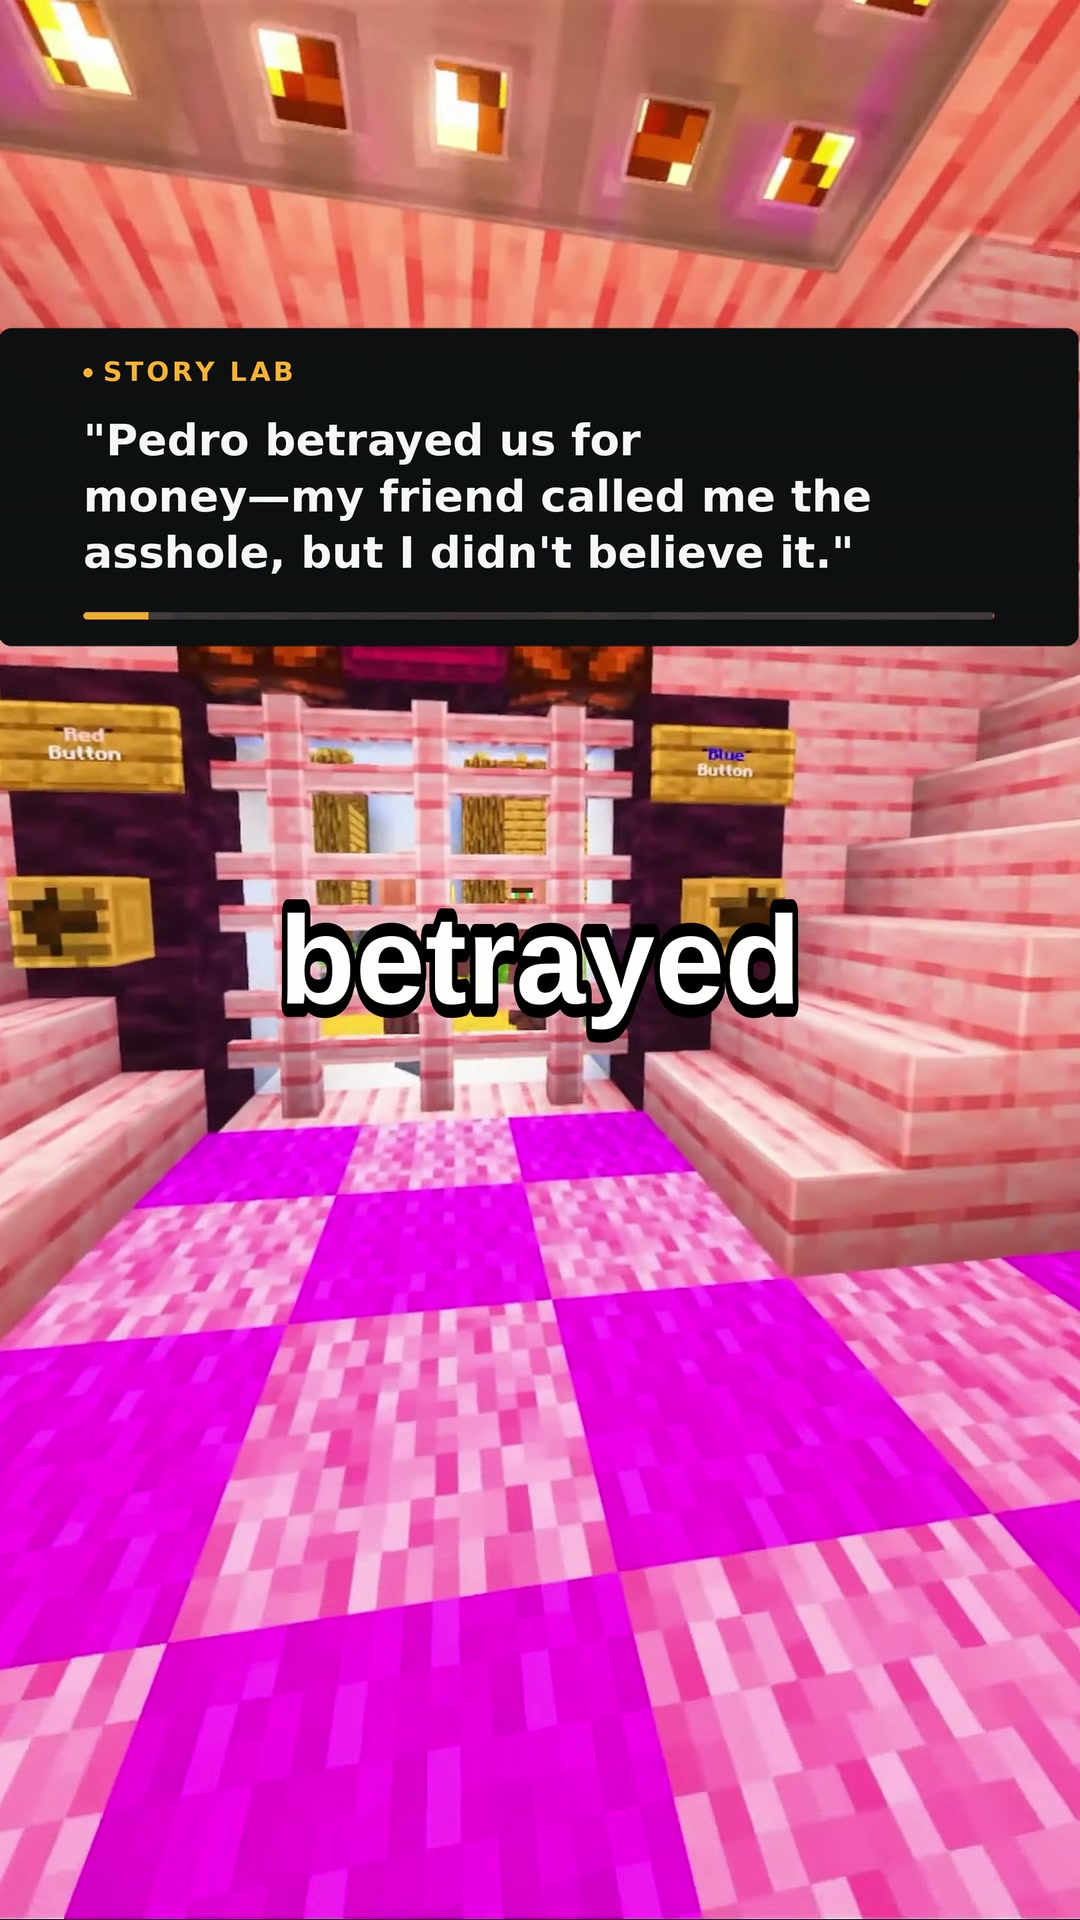 • STORY LAB
"Pedro betrayed us for
money—my friend called me the
asshole, but I didn't believe it."
Red
Button
"Blue"
Button
betrayed